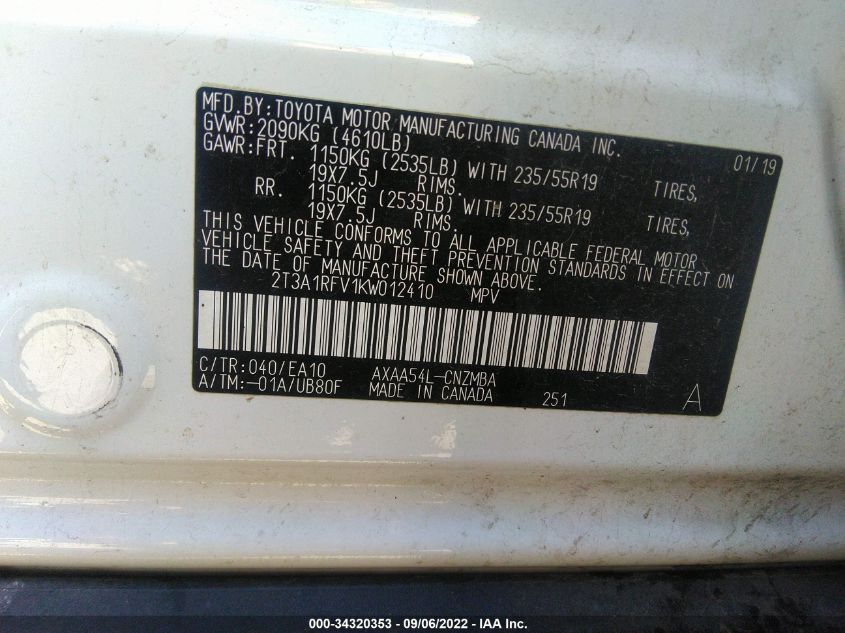 MFD.BY:TOYOTA MOTOR MANUFACTURING CANADA INC.
GVWR:2090KG (4610LB) 01/19
GAWR:FRT. 1150KG (2535LB) WITH 235/55R19 TIRES,
19X7.5J RIMS.
RR. 1150KG (2535LB) WITH 235/55R19 TIRES,
19X7.5J RIMS.
THIS VEHICLE CONFORMS TO ALL APPLICABLE FEDERAL MOTOR
VEHICLE SAFETY AND THEFT PREVENTION STANDARDS IN EFFECT ON
THE DATE OF MANUFACTURE SHOWN ABOVE.
2T3A1RFV1KW012410 MPV
C/TR:040/EA10 AXAA54L-CNZMBA
A/TM:-01A/UB80F MADE IN CANADA 251 A
000-34320353 - 09/06/2022 - IAA Inc.